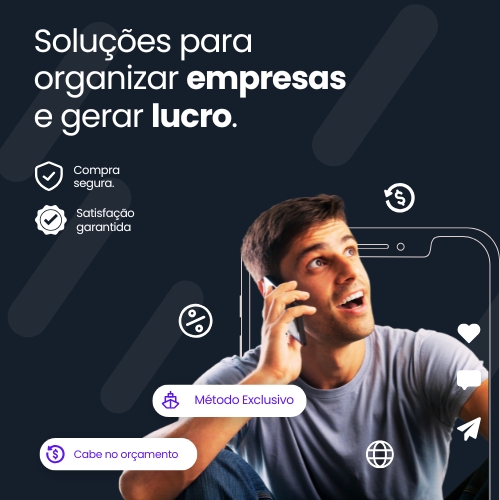 Soluções para
organizar empresas
e gerar lucro.
Compra
segura.
Satisfação
garantida
Método Exclusivo
Cabe no orçamento